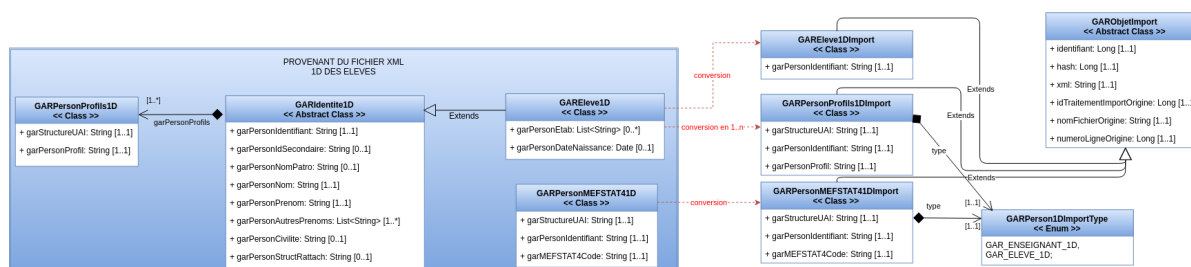 PROVENANT DU FICHIER XML
1D DES ELEVES
GARPersonProfils1D
<< Class >>
+ garStructureUAI: String [1..1]
+ garPersonProfil: String [1..1]
[1..*]
garPersonProfils
GARIdentite1D
<< Abstract Class >>
+ garPersonIdentifiant: String [1..1]
+ garPersonIdSecondaire: String [0..1]
+ garPersonNomPatro: String [0..1]
+ garPersonNom: String [1..1]
+ garPersonPrenom: String [0..1]
+ garPersonAutresPrenoms: List<String> [1..*]
+ garPersonCivilite: String [0..1]
+ garPersonStructRattach: String [0..1]
Extends
GAREleve1D
<< Class >>
+ garPersonEtab: List<String> [0..*]
+ garPersonDateNaissance: Date [0..1]
GARPersonMEFSTAT41D
<< Class >>
+ garStructureUAI: String [1..1]
+ garPersonIdentifiant: String [1..1]
+ garMEFSTAT4Code: String [1..1]
conversion
conversion en 1..n
conversion
GAREleve1DImport
<< Class >>
+ garPersonIdentifiant: String [1..1]
GARPersonProfils1DImport
<< Class >>
+ garStructureUAI: String [1..1]
+ garPersonIdentifiant: String [1..1]
+ garPersonProfil: String [1..1]
GARPersonMEFSTAT41DImport
<< Class >>
+ garStructureUAI: String [1..1]
+ garPersonIdentifiant: String [1..1]
+ garMEFSTAT4Code: String [1..1]
Extends
Extends
Extends
type
type
[1..1]
[1..1]
GARObjetImport
<< Abstract Class >>
+ identifiant: Long [1..1]
+ hash: Long [1..1]
+ xml: String [1..1]
+ idTraitementImportOrigine: Long [1..1]
+ nomFichierOrigine: String [1..1]
+ numeroLigneOrigine: String [1..1]
GARPerson1DImportType
<< Enum >>
GAR_ENSEIGNANT_1D,
GAR_ELEVE_1D;